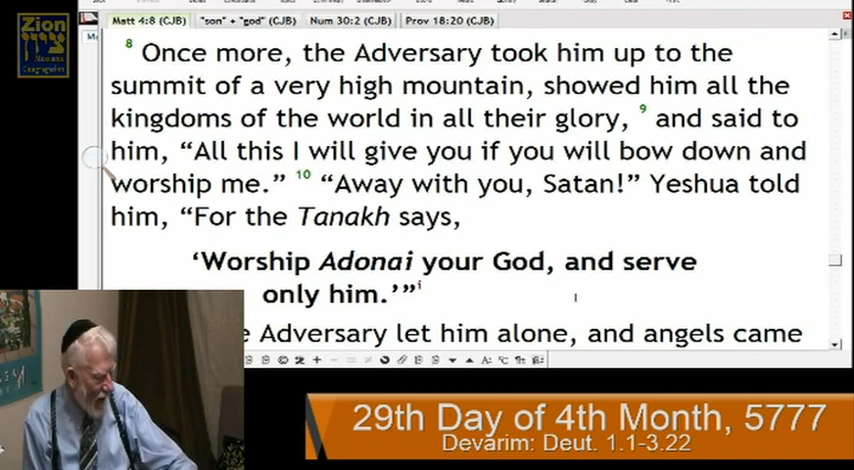 Zion
ציון
Messianic
Congregation
Matt 4:8 (CJB) "son" + "god" (CJB) Num 30:2 (CJB) Prov 18:20 (CJB)
8 Once more, the Adversary took him up to the
summit of a very high mountain, showed him all the
kingdoms of the world in all their glory, 9 and said to
him, “All this I will give you if you will bow down and
worship me.” 10 “Away with you, Satan!” Yeshua told
him, “For the Tanakh says,
‘Worship Adonai your God, and serve
only him.’”i
Adversary let him alone, and angels came
29th Day of 4th Month, 5777
Devarim: Deut. 1.1-3.22